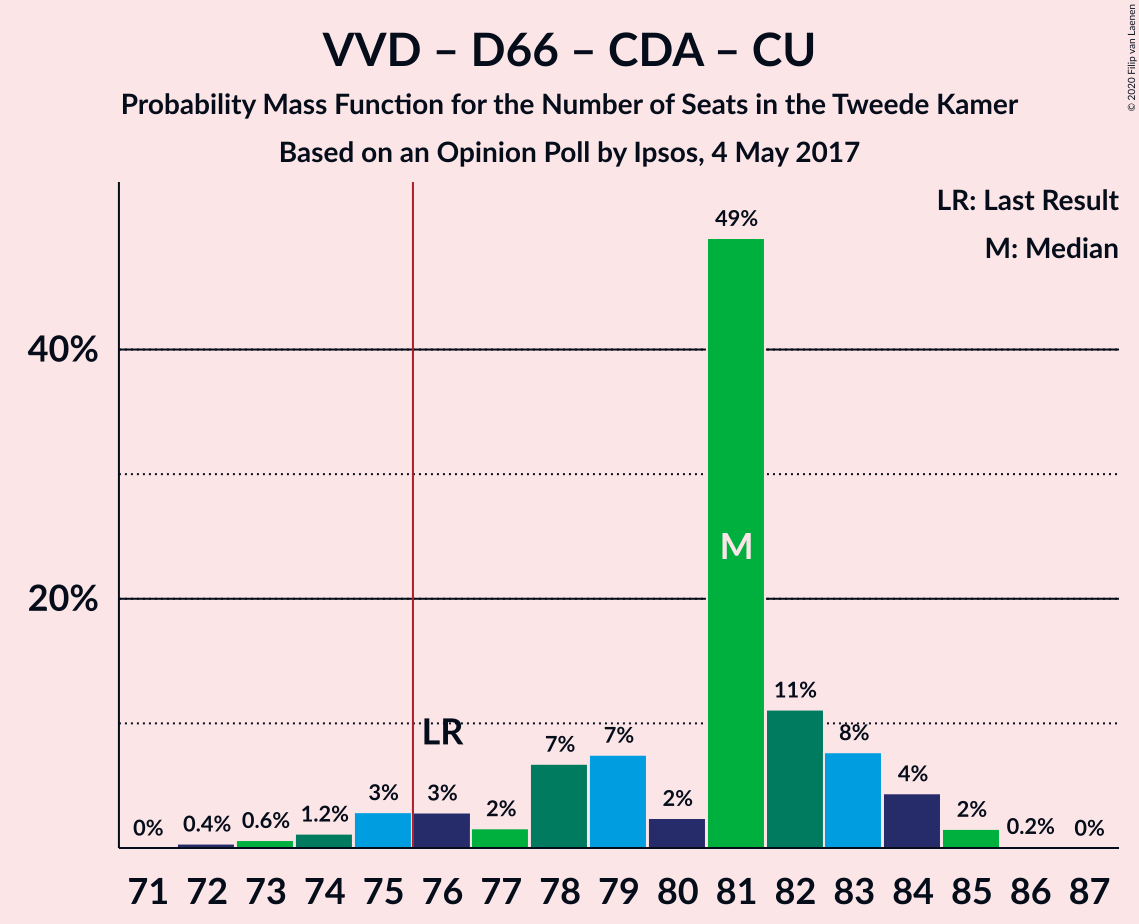 VVD – D66 – CDA – CU
Probability Mass Function for the Number of Seats in the Tweede Kamer
Based on an Opinion Poll by Ipsos, 4 May 2017
© 2020 Filip van Laenen
LR: Last Result
M: Median
40%
20%
0% 0.4% 0.6% 1.2% 3% 3% 2% 7% 7% 2% 49% 11% 8% 4% 2% 0.2% 0%
LR
M
71 72 73 74 75 76 77 78 79 80 81 82 83 84 85 86 87